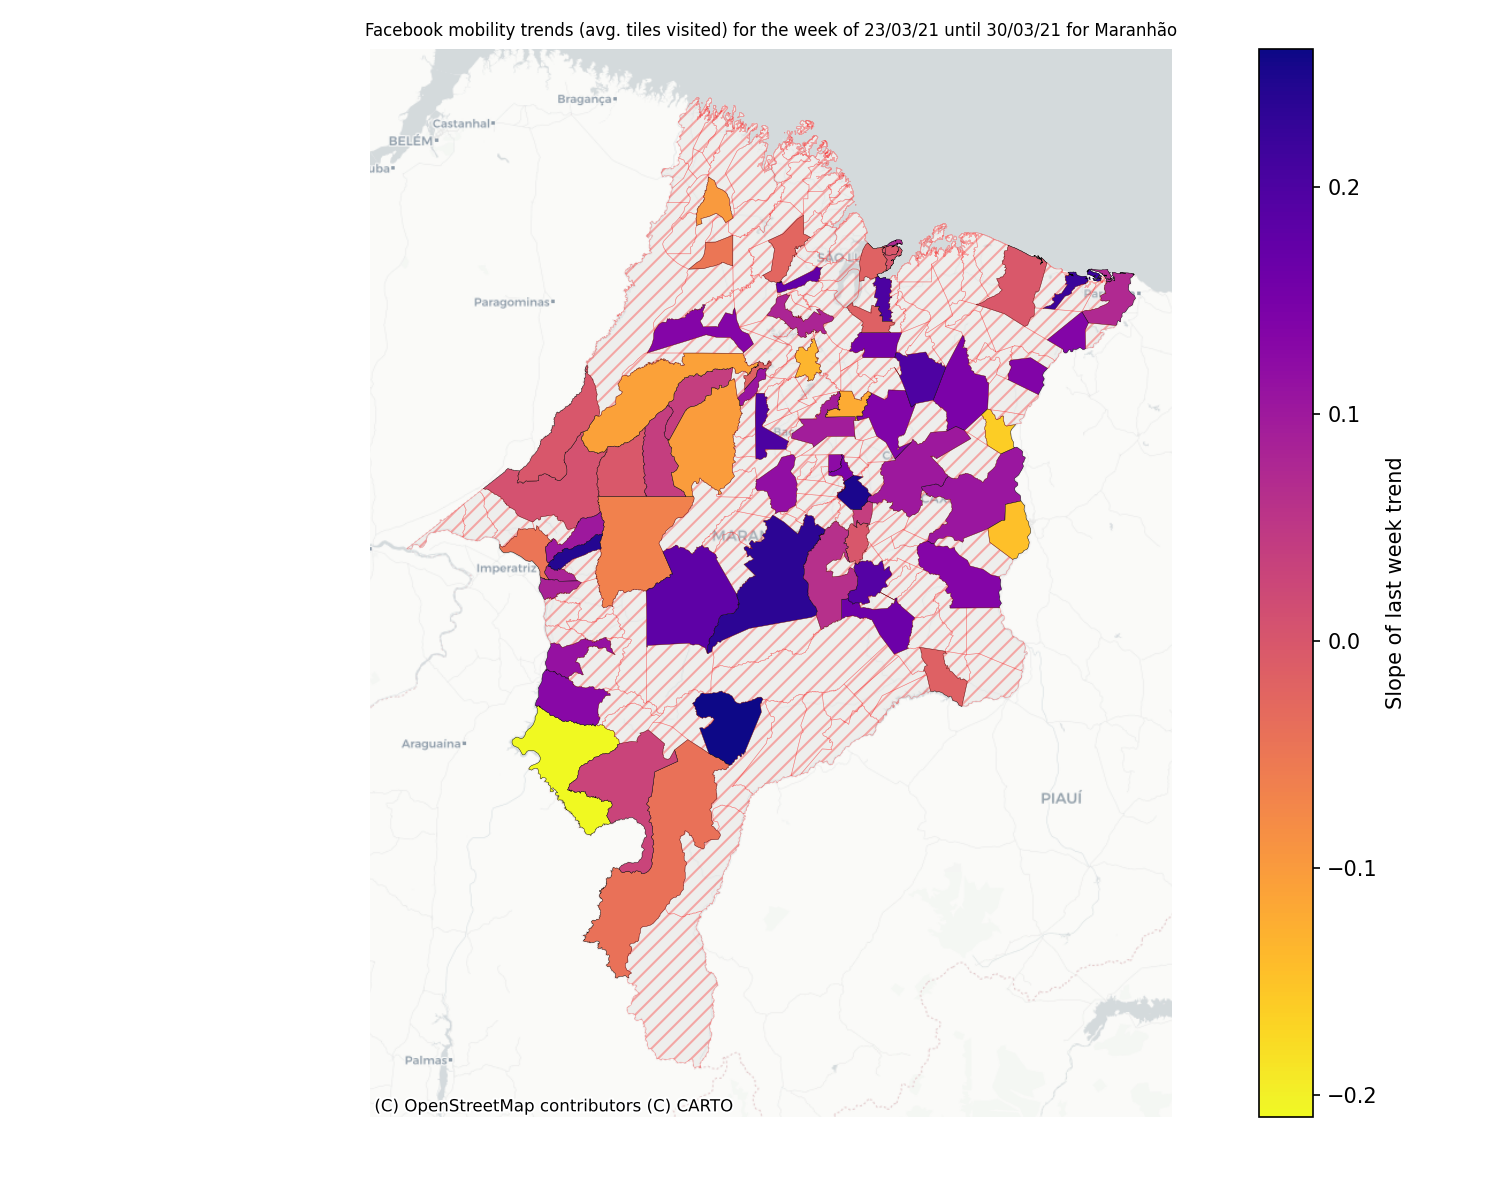 Facebook mobility trends (avg. tiles visited) for the week of 23/03/21 until 30/03/21 for Maranhão
Bragança
Castanhal
BELÉM
uba
Paragominas
Imperatriz
Araguaína
PIAUÍ
Palmas
(C) OpenStreetMap contributors (C) CARTO
0.2
0.1
0.0
−0.1
−0.2
Slope of last week trend